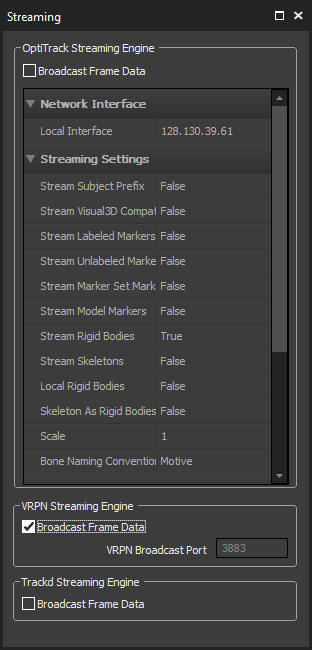 Streaming
OptiTrack Streaming Engine
Broadcast Frame Data
Network Interface
Local Interface 128.130.39.61
Streaming Settings
Stream Subject Prefix False
Stream Visual3D Compat False
Stream Labeled Markers False
Stream Unlabeled Marke False
Stream Marker Set Mark False
Stream Model Markers False
Stream Rigid Bodies True
Stream Skeletons False
Local Rigid Bodies False
Skeleton As Rigid Bodies False
Scale 1
Bone Naming Convention Motive
VRPN Streaming Engine
Broadcast Frame Data
VRPN Broadcast Port 3883
Trackd Streaming Engine
Broadcast Frame Data